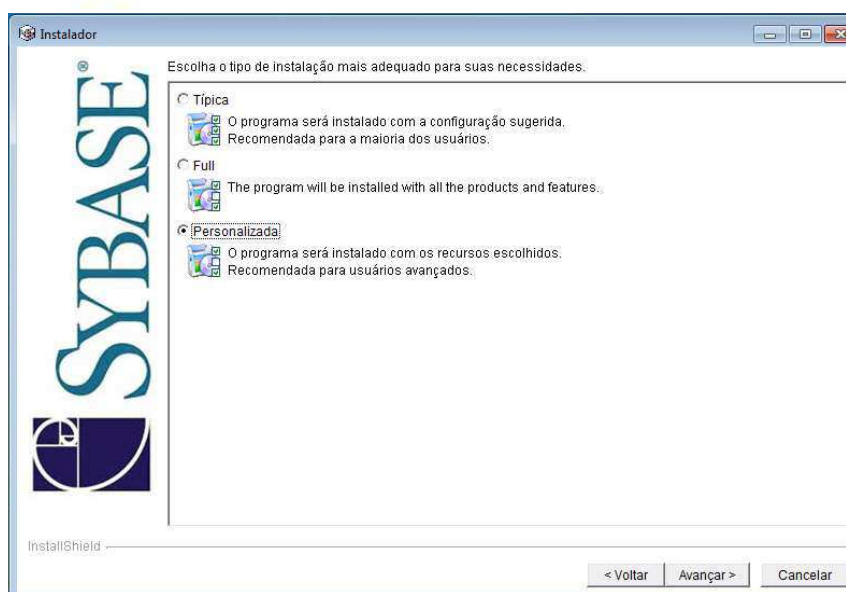 Instalador
SYBASE®
Escolha o tipo de instalação mais adequado para suas necessidades.
Típica
O programa será instalado com a configuração sugerida.
Recomendada para a maioria dos usuários.
Full
The program will be installed with all the products and features.
Personalizada
O programa será instalado com os recursos escolhidos.
Recomendada para usuários avançados.
InstallShield
< Voltar
Avançar >
Cancelar